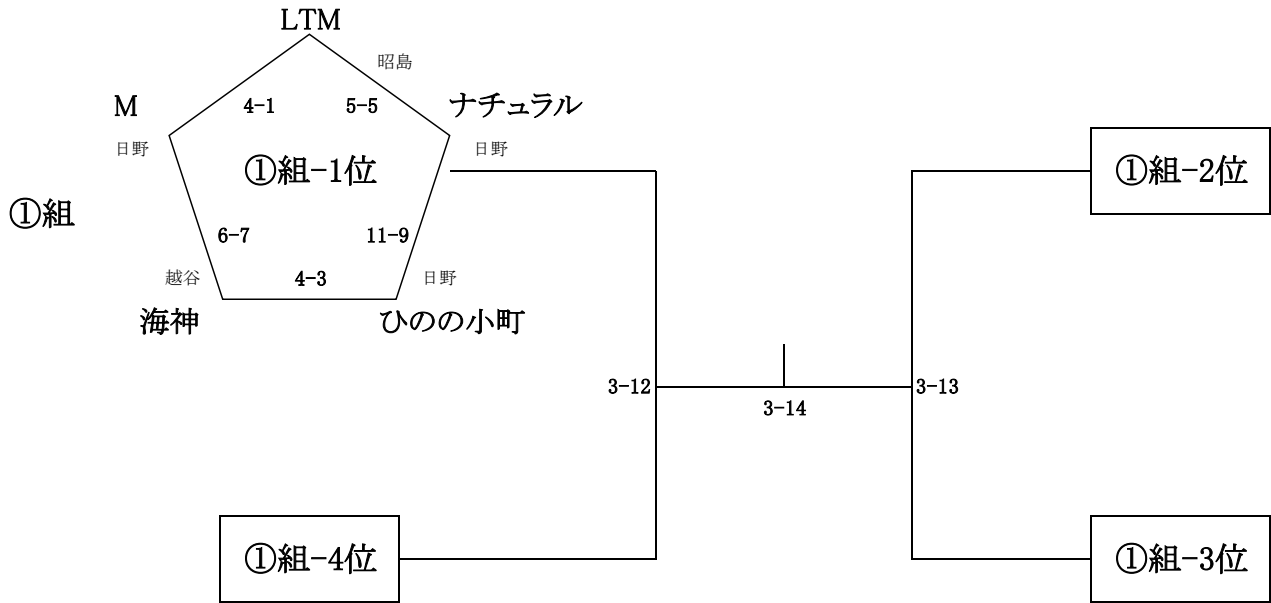 LTM
昭島
M
4-1
5-5
ナチュラル
日野
①組-1位
日野
①組-2位
①組
6-7
11-9
越谷
4-3
日野
海神
ひのの小町
3-12
3-13
3-14
①組-4位
①組-3位